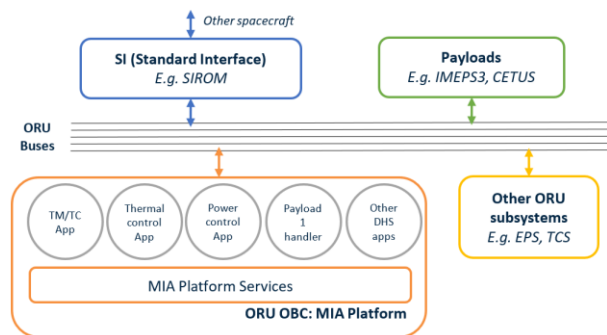 Other spacecraft
SI (Standard Interface)
E.g. SIROM
Payloads
E.g. IMEPS3, CETUS
ORU
Buses
TM/TC
App
Thermal
control
App
Power
control
App
Payload
1
handler
Other
DHS
apps
MIA Platform Services
ORU OBC: MIA Platform
Other ORU
subsystems
E.g. EPS, TCS